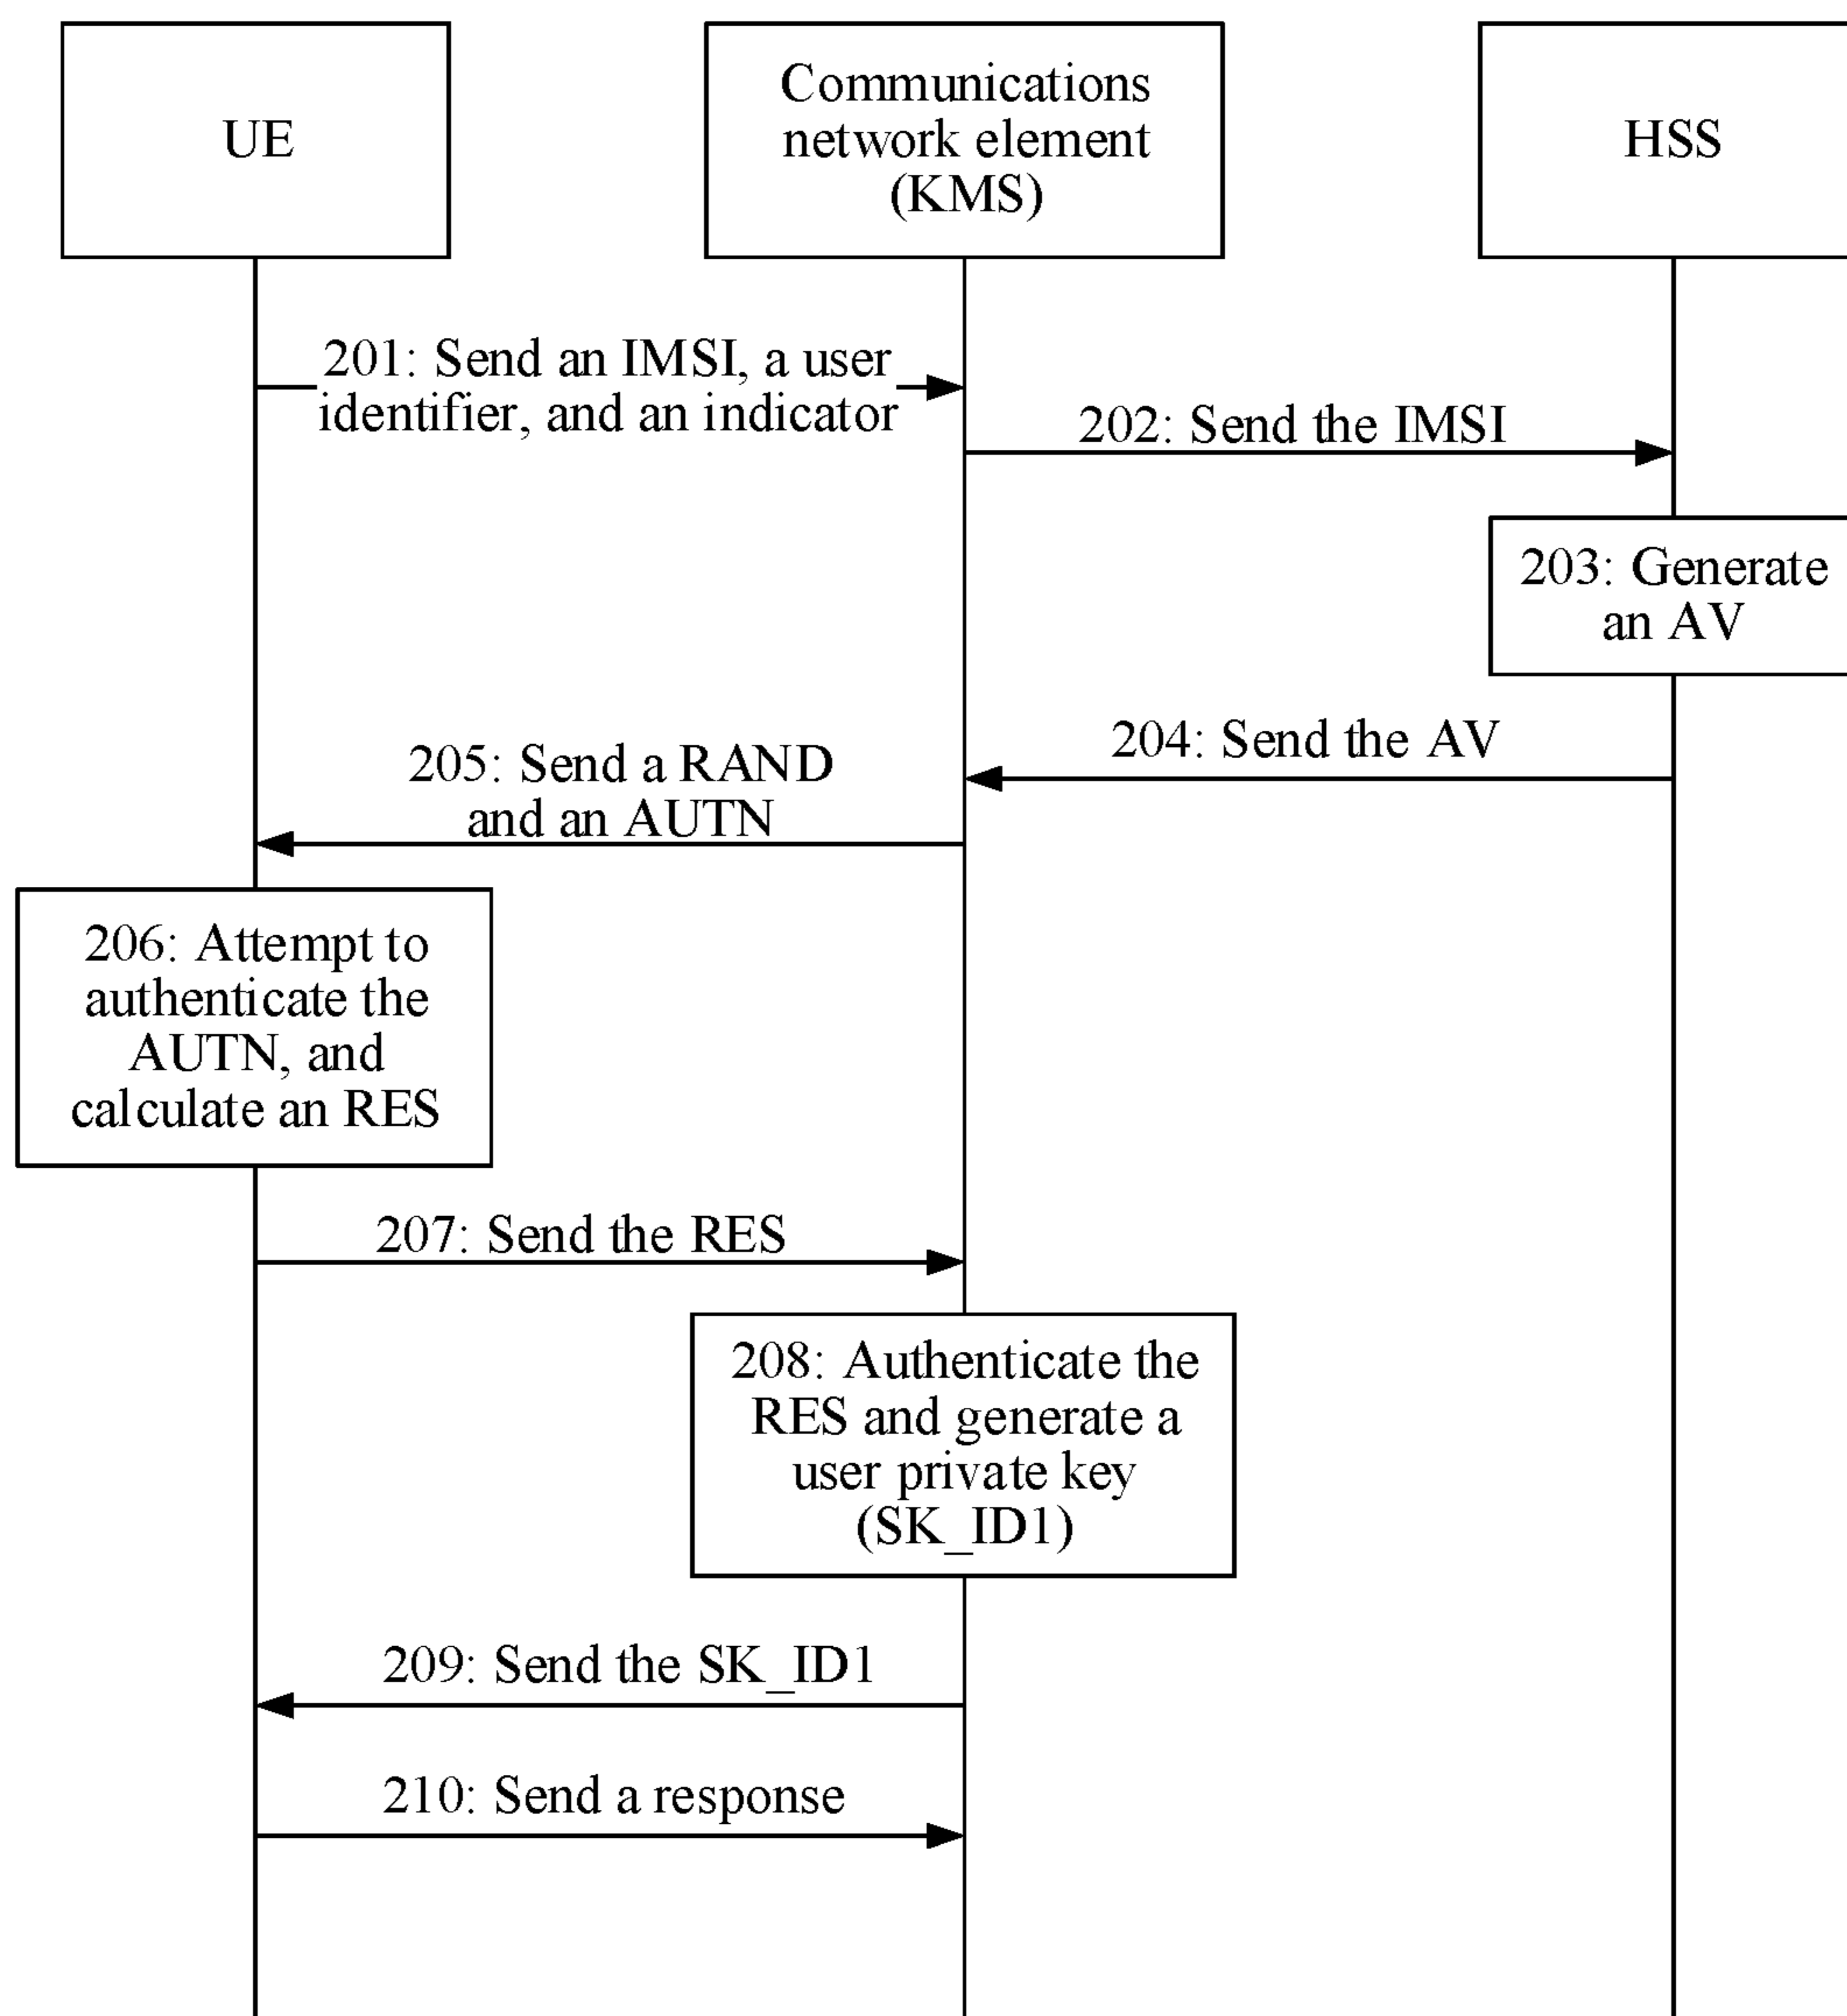 UE
Communications
network element
(KMS)
HSS
201: Send an IMSI, a user
identifier, and an indicator
202: Send the IMSI
203: Generate
an AV
204: Send the AV
205: Send a RAND
and an AUTN
206: Attempt to
authenticate the
AUTN, and
calculate an RES
207: Send the RES
208: Authenticate the
RES and generate a
user private key
(SK_ID1)
209: Send the SK_ID1
210: Send a response